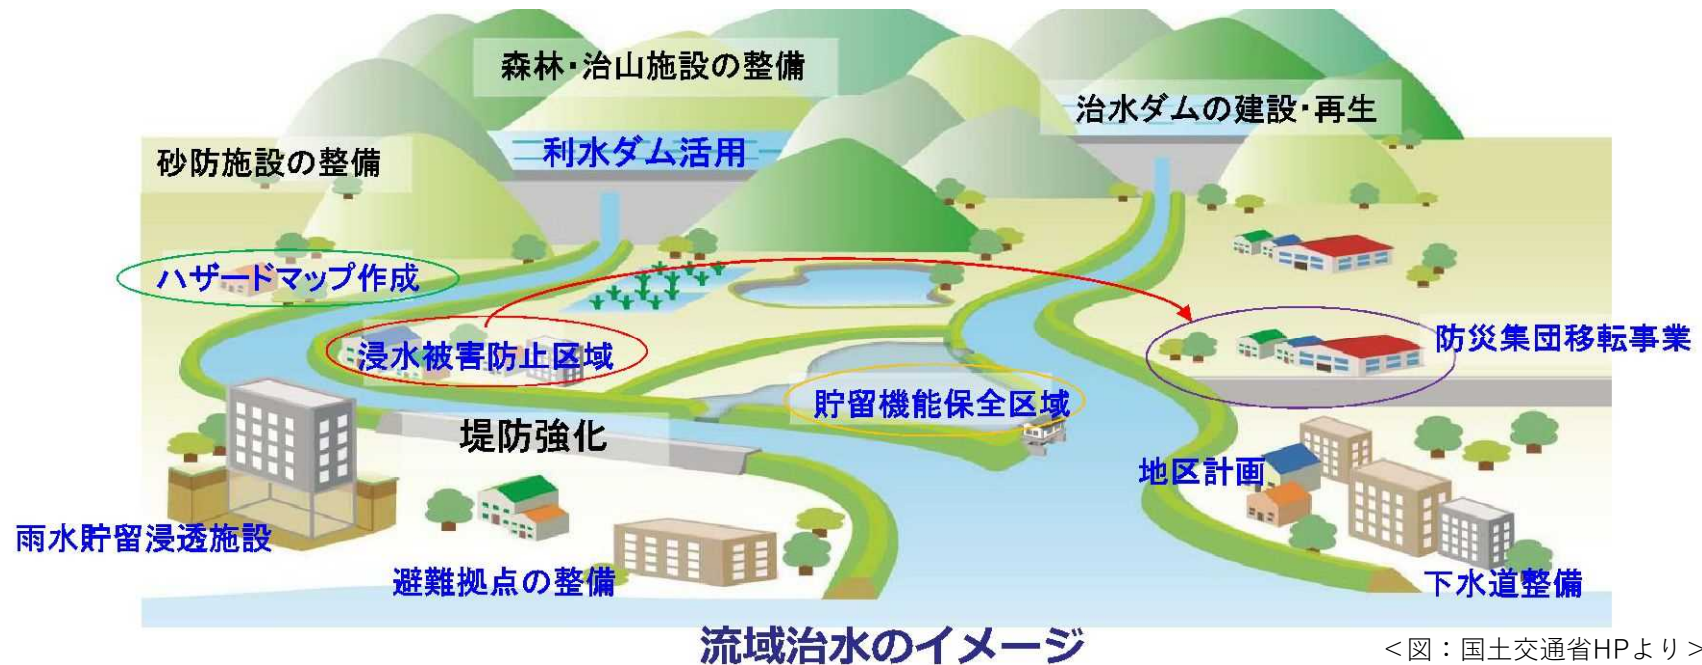 森林・治山施設の整備
治水ダムの建設・再生
利水ダム活用
砂防施設の整備
ハザードマップ作成
浸水被害防止区域
防災集団移転事業
貯留機能保全区域
堤防強化
地区計画
雨水貯留浸透施設
避難拠点の整備
下水道整備
流域治水のイメージ
＜図：国土交通省HPより＞